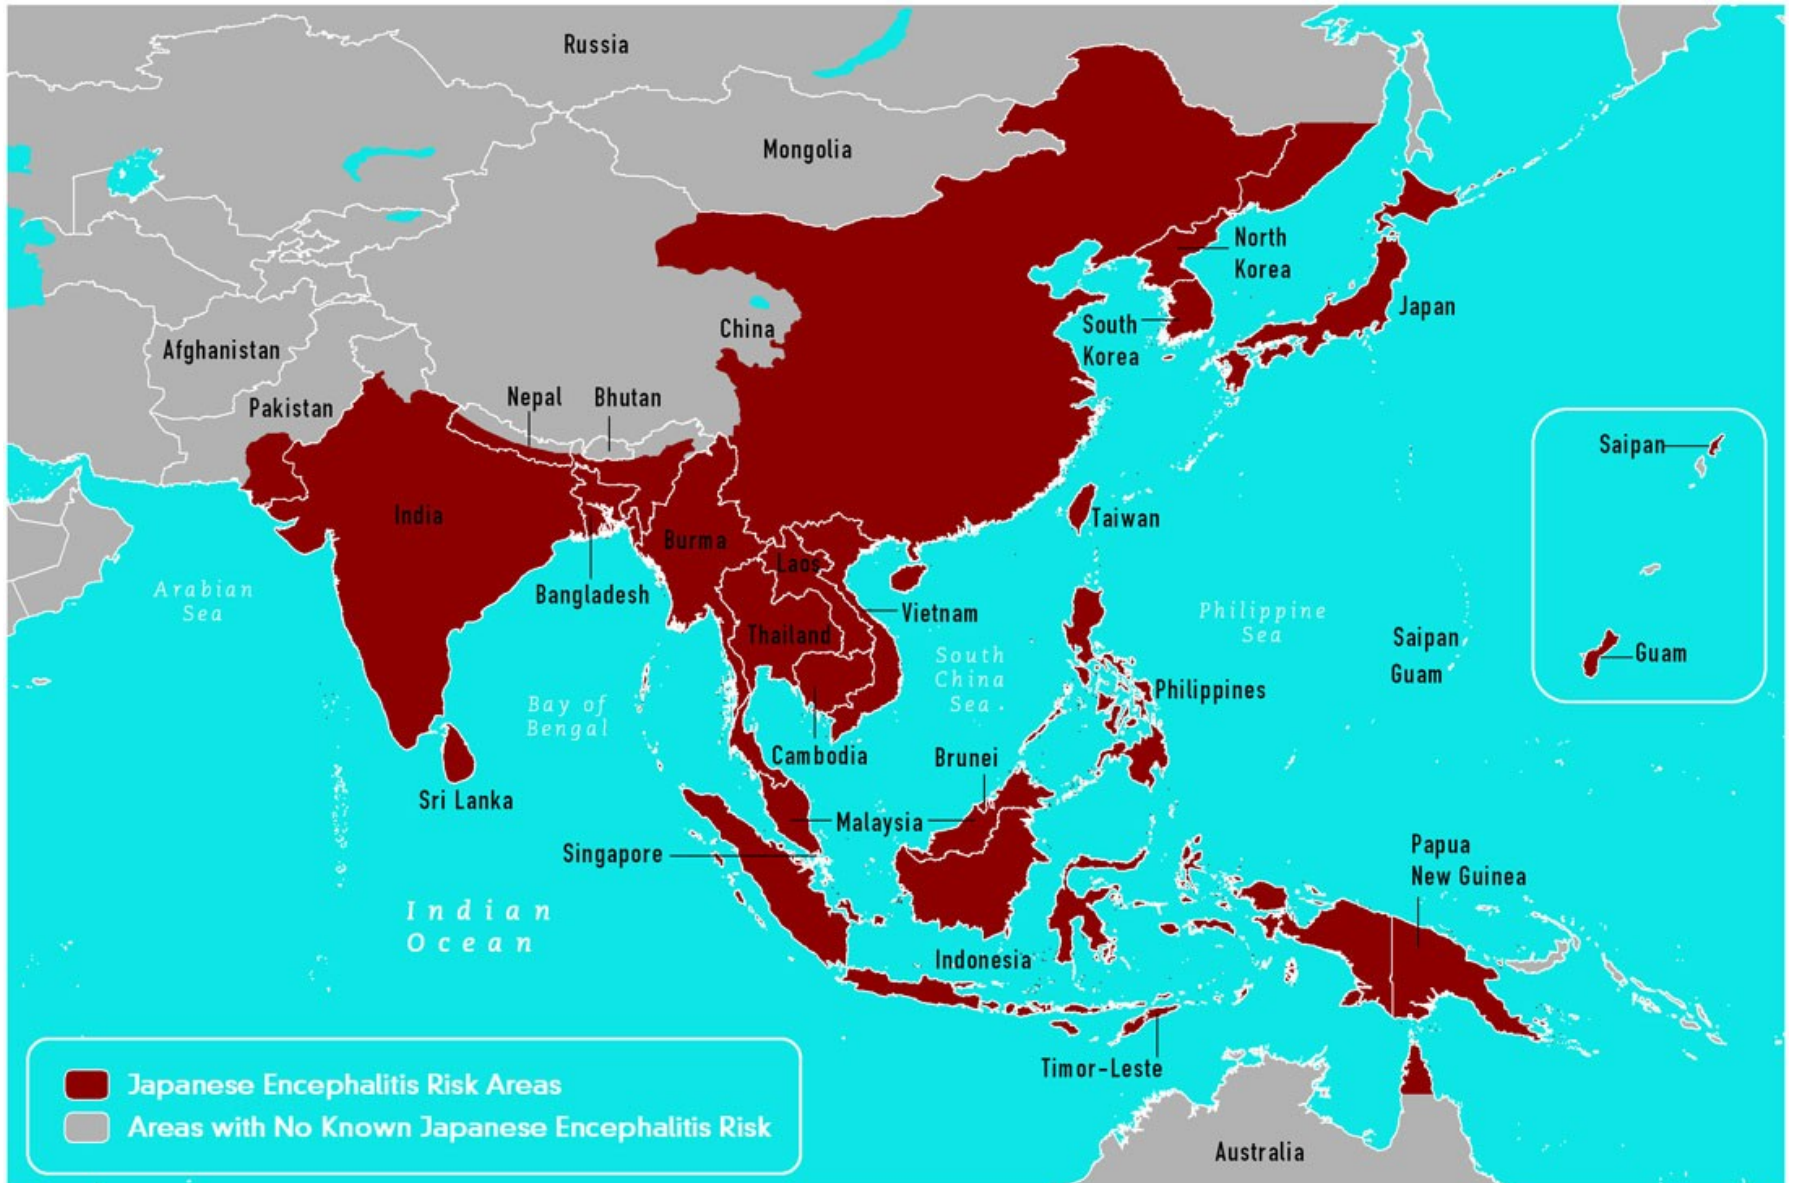 Russia
Mongolia
North
Korea
Japan
South
Korea
China
Afghanistan
Pakistan
Nepal
Bhutan
Saipan
India
Taiwan
Burma
Laos
Bangladesh
Arabian
Sea
Vietnam
Thailand
Philippine
Sea
Saipan
Guam
Guam
South
China
Sea
Philippines
Bay of
Bengal
Cambodia
Brunei
Sri Lanka
Malaysia
Singapore
Papua
New Guinea
Indian
Ocean
Indonesia
Timor-Leste
Japanese Encephalitis Risk Areas
Areas with No Known Japanese Encephalitis Risk
Australia